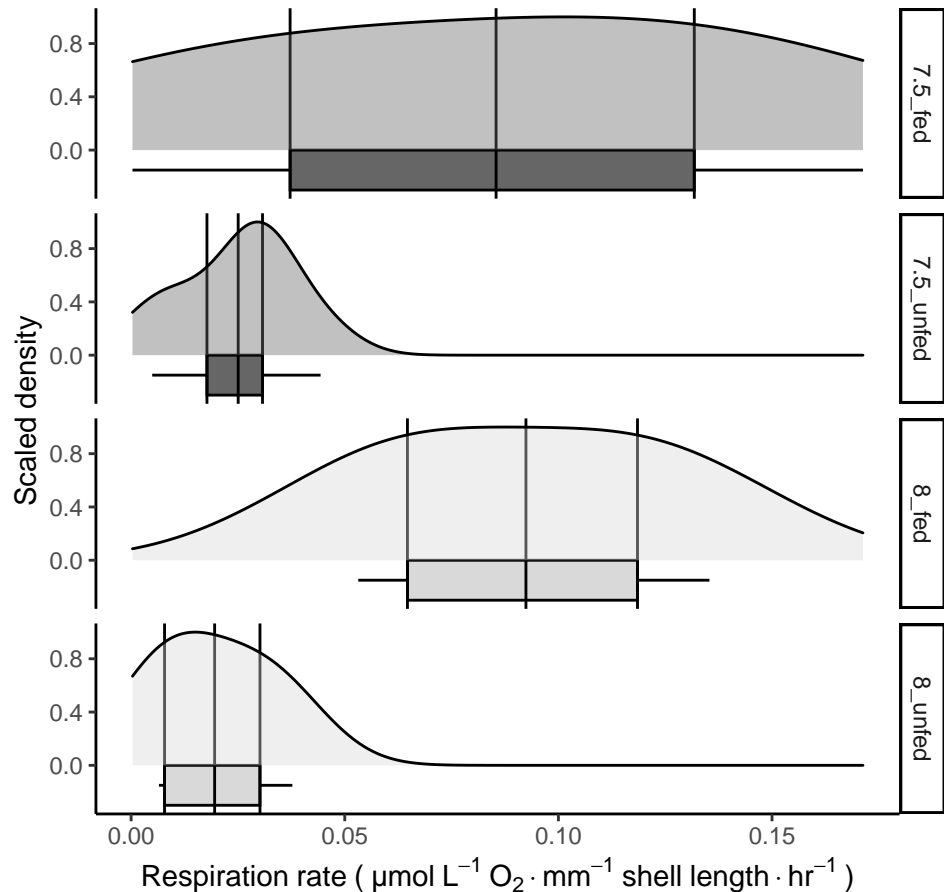 Scaled density
0.8
0.4
0.0
7.5_fed
0.8
0.4
0.0
7.5_unfed
0.8
0.4
0.0
8_fed
0.8
0.4
0.0
8_unfed
0.00 0.05 0.10 0.15
Respiration rate ( μmol L⁻¹ O₂ · mm⁻¹ shell length · hr⁻¹ )